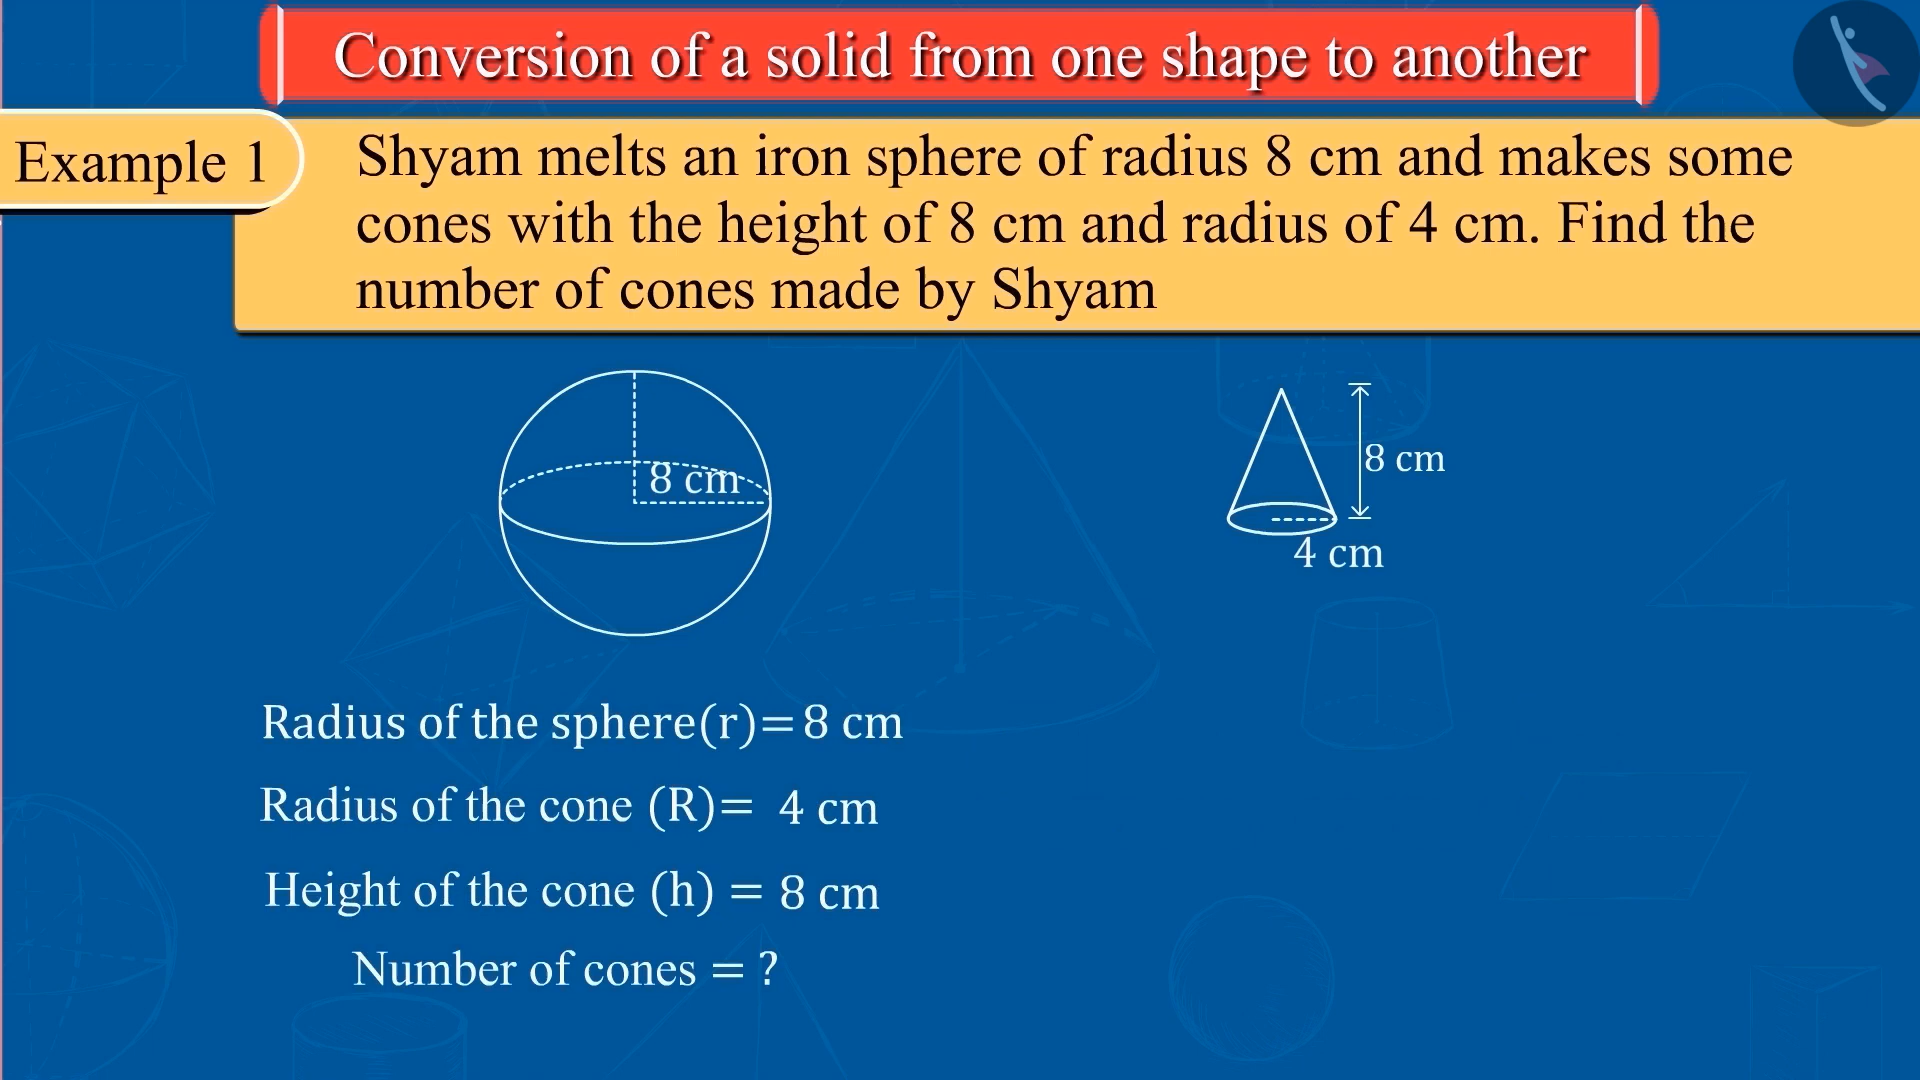 Conversion of a solid from one shape to another
Example 1
Shyam melts an iron sphere of radius 8 cm and makes some
cones with the height of 8 cm and radius of 4 cm. Find the
number of cones made by Shyam
8 cm
8 cm
4 cm
Radius of the sphere(r)=8 cm
Radius of the cone (R)= 4 cm
Height of the cone (h) = 8 cm
Number of cones = ?